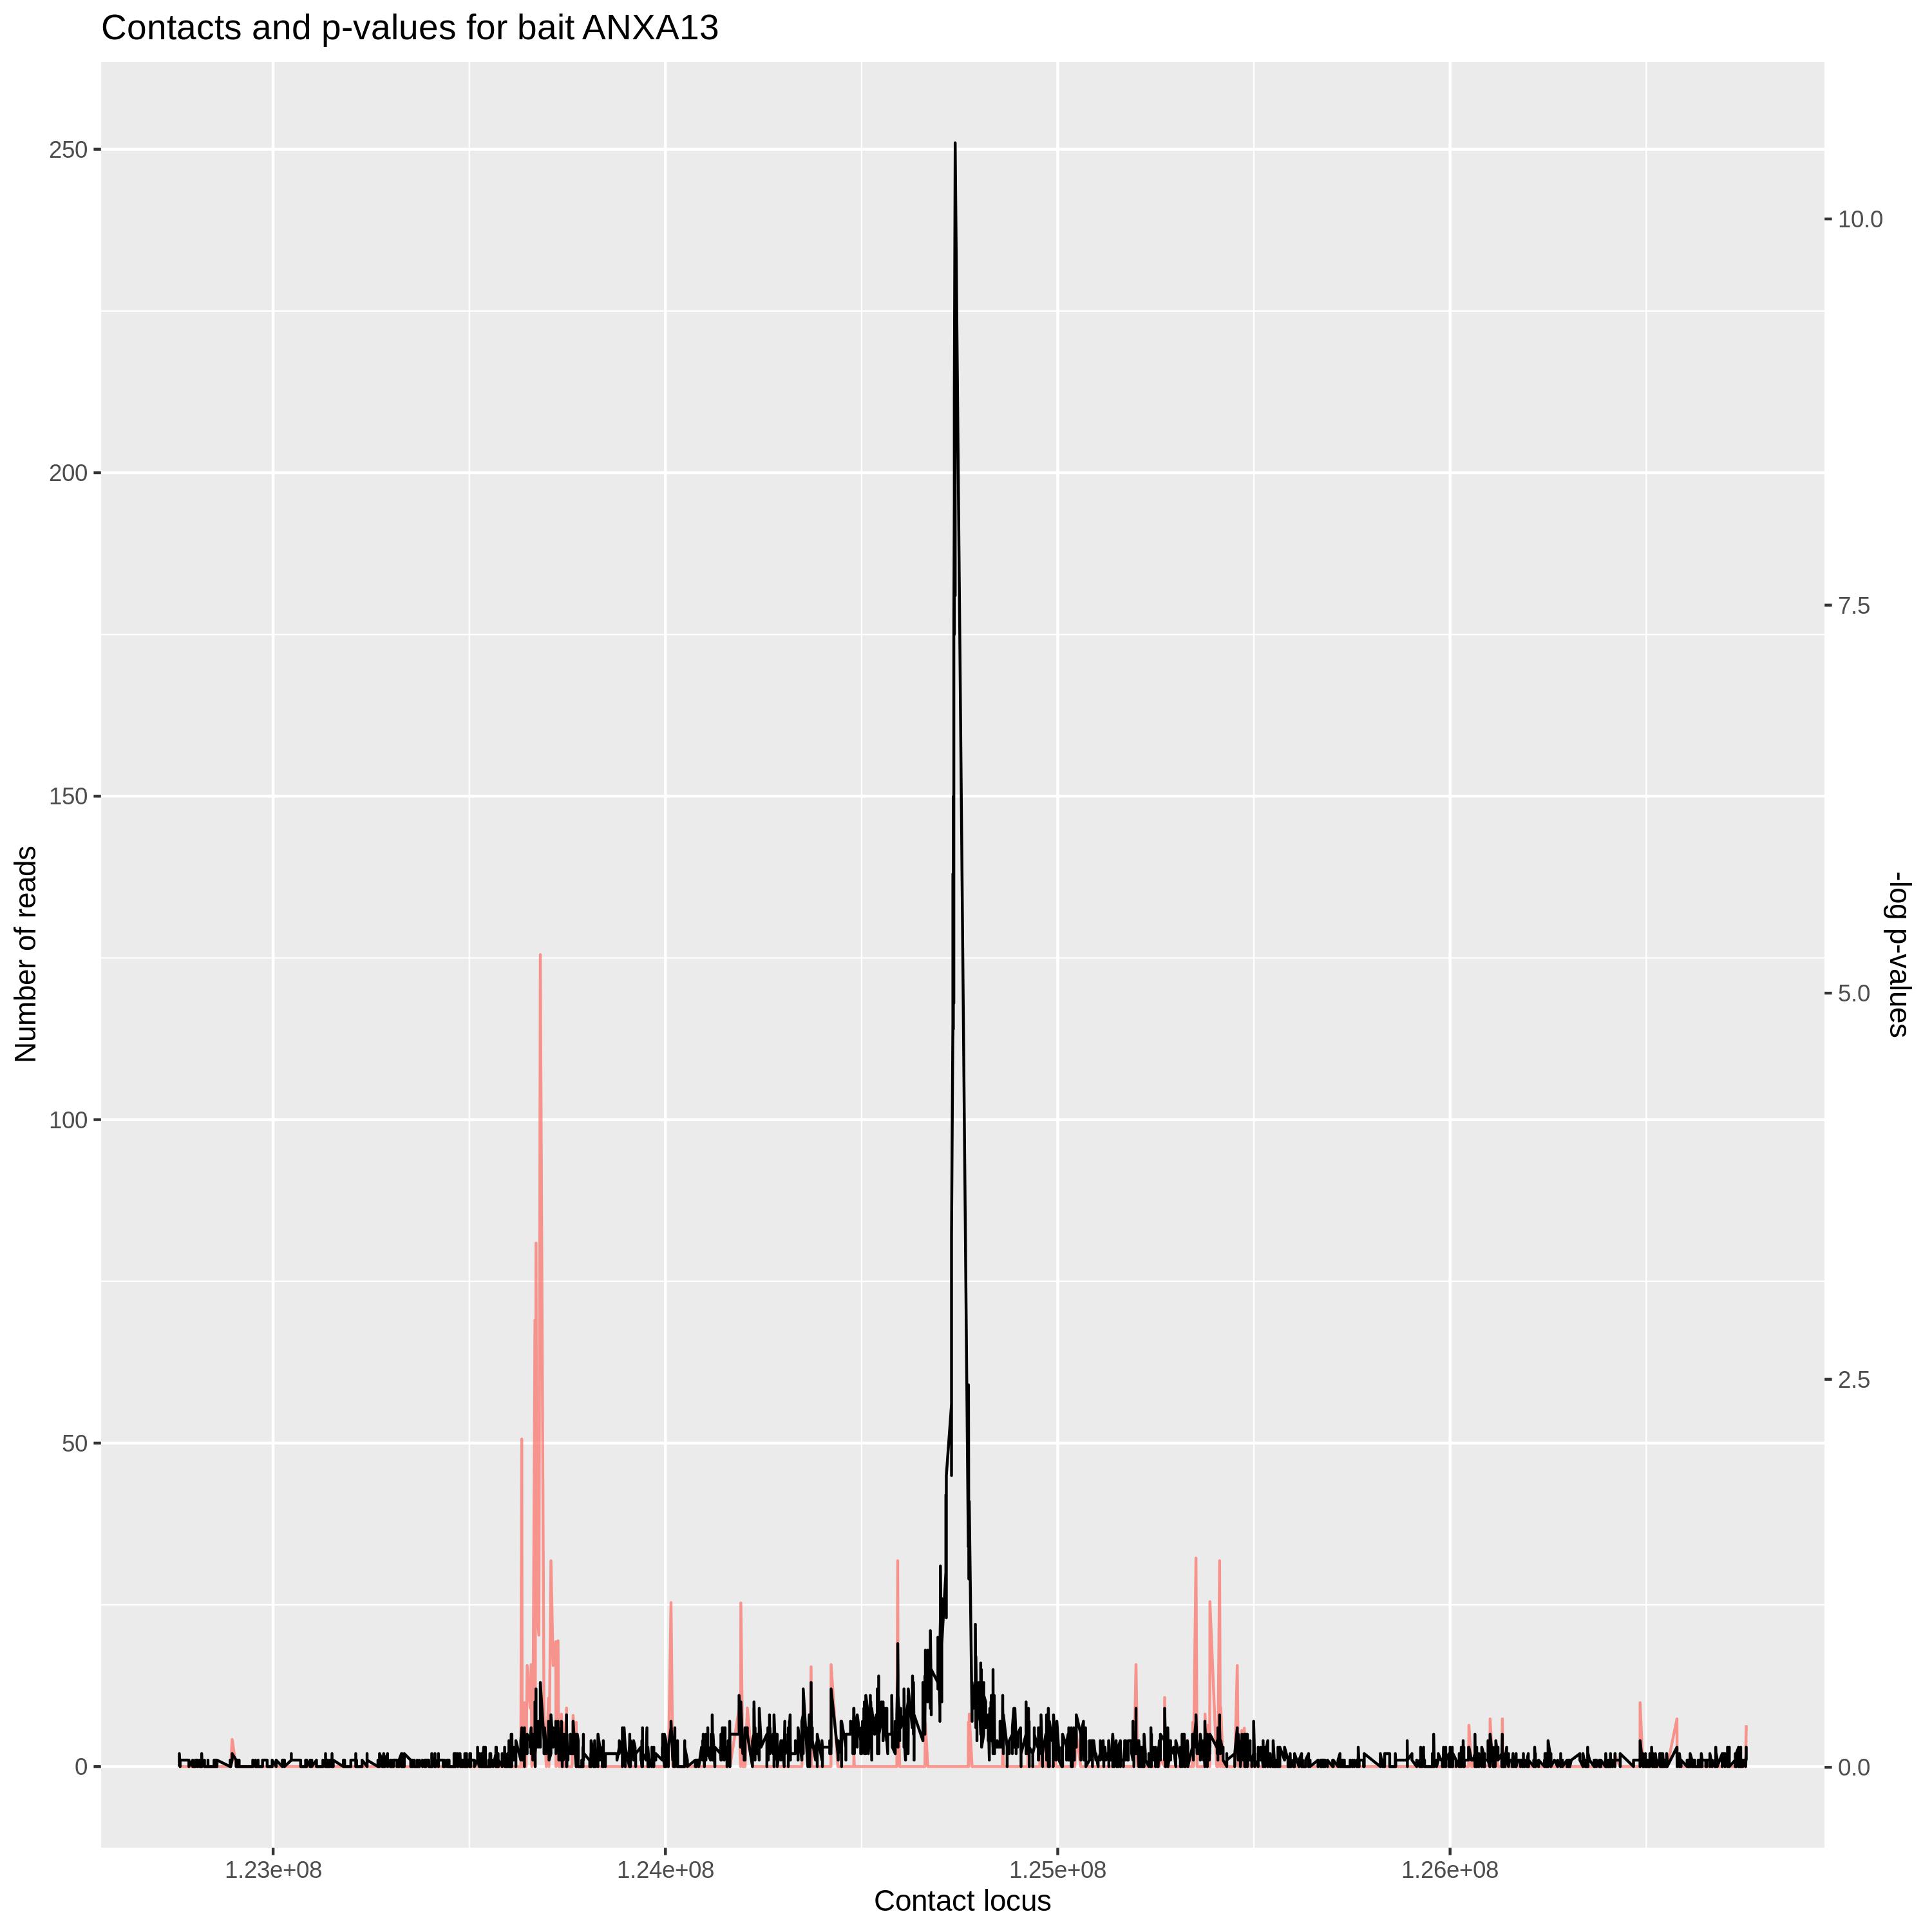 Contacts and p-values for bait ANXA13
250
200
150
100
50
0
Number of reads
10.0
7.5
5.0
2.5
0.0
-log p-values
1.23e+08
1.24e+08
1.25e+08
1.26e+08
Contact locus